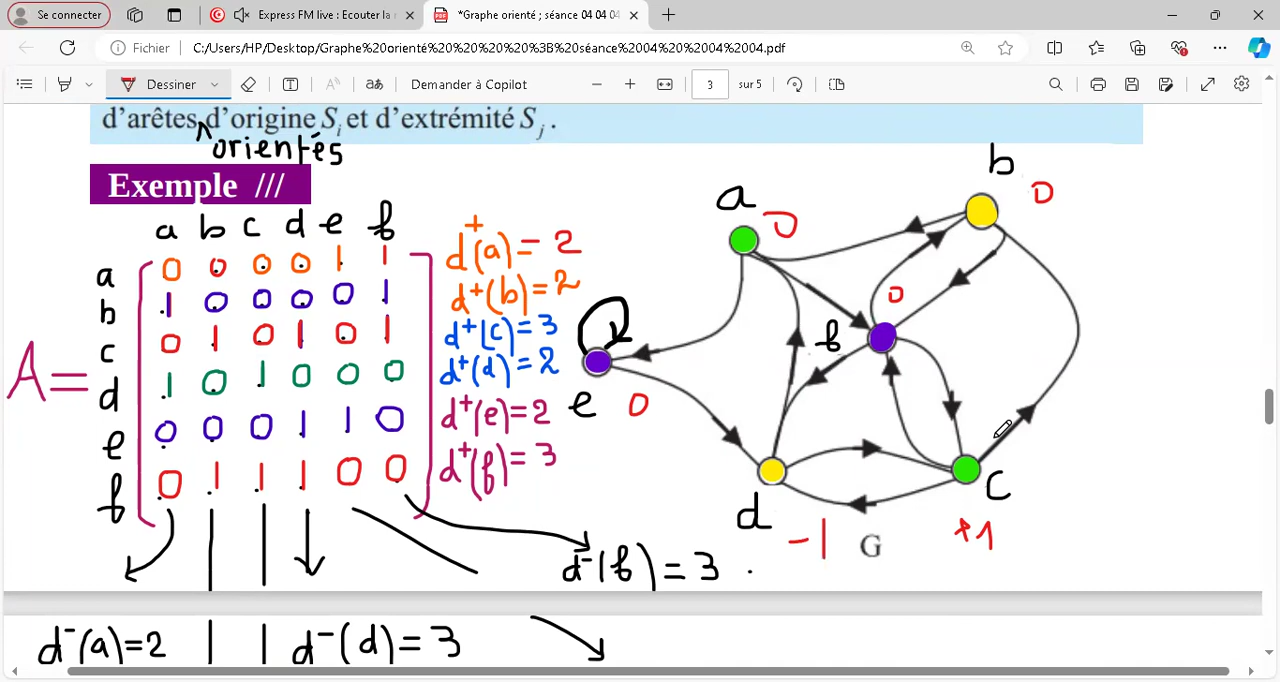 Se connecter
Express FM live : Ecouter la r
*Graphe orienté ; séance 04 04 04
Fichier
C:/Users/HP/Desktop/Graphe%20orienté%20%20%20%20%3B%20séance%2004%20%2004%2004.pdf
Dessiner
aあ
Demander à Copilot
3
sur 5
d'arêtes d'origine Si et d'extrémité Sj .
orientés
Exemple ///
a b c d e f
a 0 0 0 0 1 1 d+(a) = 2
b 1 0 0 0 0 1 d+(b) = 2
c 0 1 0 1 0 1 d+(c) = 3
A =
d 1 0 1 0 0 0 d+(d) = 2
e 0 0 0 1 1 0 d+(e) = 2
f 0 1 1 1 0 0 d+(f) = 3
b
0
a
0
0
f
e
0
d
c
-1
G
+1
d-(f) = 3 .
d-(a) = 2
d-(d) = 3